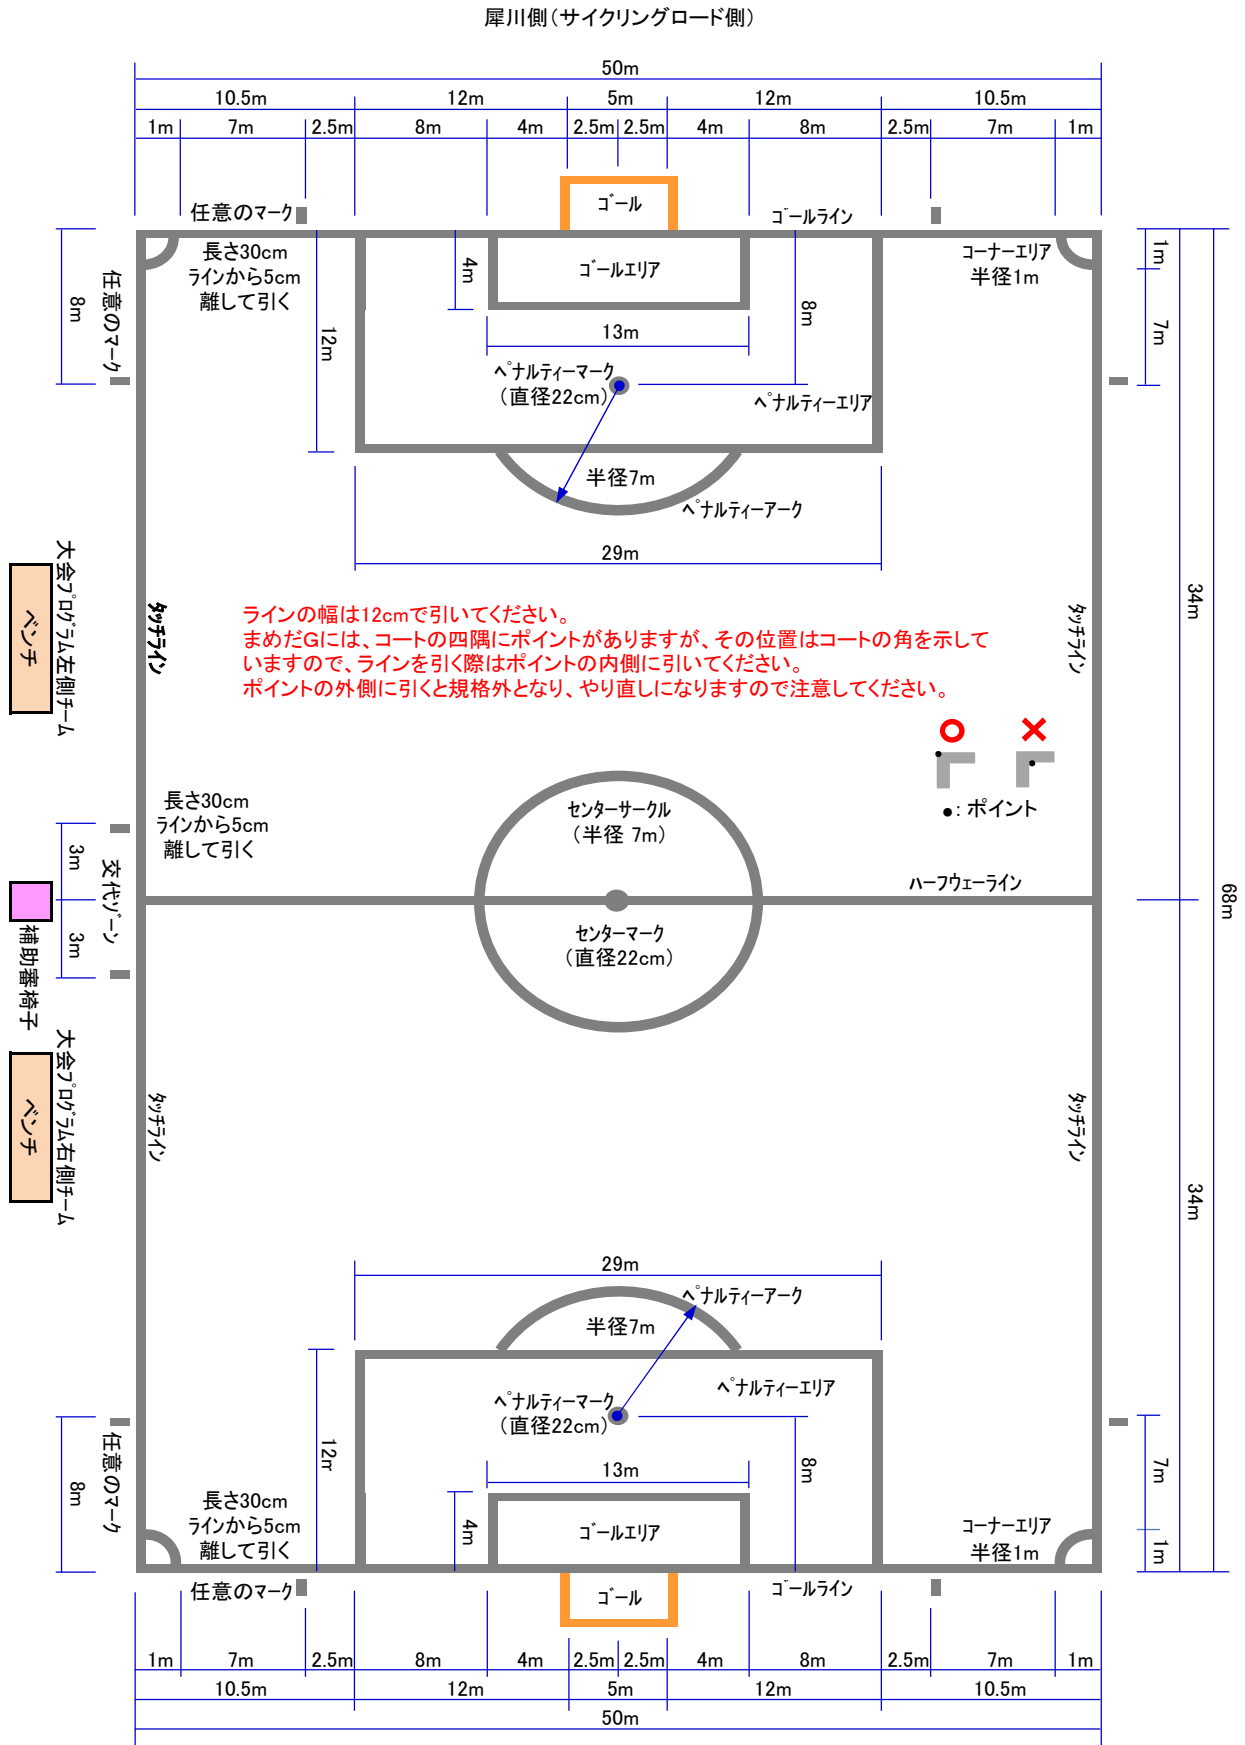 犀川側(サイクリングロード側)
50m
10.5m 12m 5m 12m 10.5m
1m 7m 2.5m 8m 4m 2.5m 2.5m 4m 8m 2.5m 7m 1m
ゴール
任意のマーク
ゴールライン
長さ30cm
ラインから5cm
離して引く
4m
ゴールエリア
コーナーエリア
半径1m
1m
8m
任意のマーク
12m
13m
8m
7m
ペナルティーマーク
(直径22cm)
ペナルティーエリア
半径7m
ペナルティーアーク
29m
大会プログラム左側チーム
ベンチ
タッチライン
タッチライン
34m
ラインの幅は12cmで引いてください。
まめだGには、コートの四隅にポイントがありますが、その位置はコートの角を示して
いますので、ラインを引く際はポイントの内側に引いてください。
ポイントの外側に引くと規格外となり、やり直しになりますので注意してください。
●:ポイント
長さ30cm
ラインから5cm
離して引く
センターサークル
(半径 7m)
3m
交代ゾーン
3m
補助審椅子
ハーフウェーライン
68m
センターマーク
(直径22cm)
大会プログラム右側チーム
ベンチ
タッチライン
タッチライン
34m
29m
ペナルティーアーク
半径7m
ペナルティーエリア
ペナルティーマーク
(直径22cm)
12m
13m
8m
7m
任意のマーク
8m
長さ30cm
ラインから5cm
離して引く
4m
ゴールエリア
コーナーエリア
半径1m
1m
任意のマーク
ゴール
ゴールライン
1m 7m 2.5m 8m 4m 2.5m 2.5m 4m 8m 2.5m 7m 1m
10.5m 12m 5m 12m 10.5m
50m